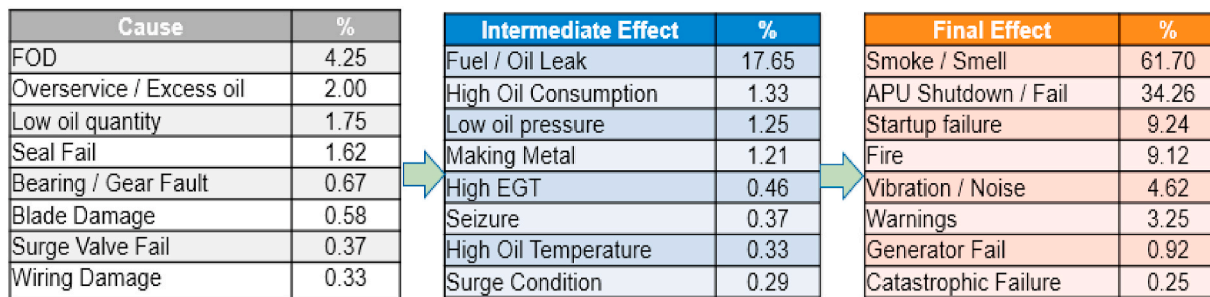 Cause %
FOD 4.25
Overservice / Excess oil 2.00
Low oil quantity 1.75
Seal Fail 1.62
Bearing / Gear Fault 0.67
Blade Damage 0.58
Surge Valve Fail 0.37
Wiring Damage 0.33
Intermediate Effect %
Fuel / Oil Leak 17.65
High Oil Consumption 1.33
Low oil pressure 1.25
Making Metal 1.21
High EGT 0.46
Seizure 0.37
High Oil Temperature 0.33
Surge Condition 0.29
Final Effect %
Smoke / Smell 61.70
APU Shutdown / Fail 34.26
Startup failure 9.24
Fire 9.12
Vibration / Noise 4.62
Warnings 3.25
Generator Fail 0.92
Catastrophic Failure 0.25